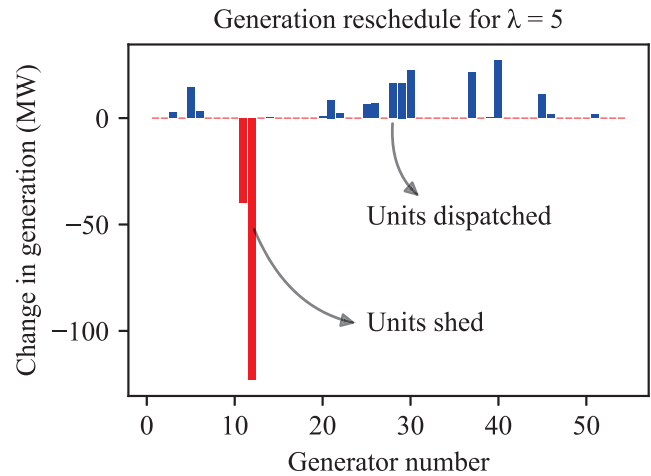 Generation reschedule for λ = 5
Change in generation (MW)
0
−50
−100
Units dispatched
Units shed
0 10 20 30 40 50
Generator number